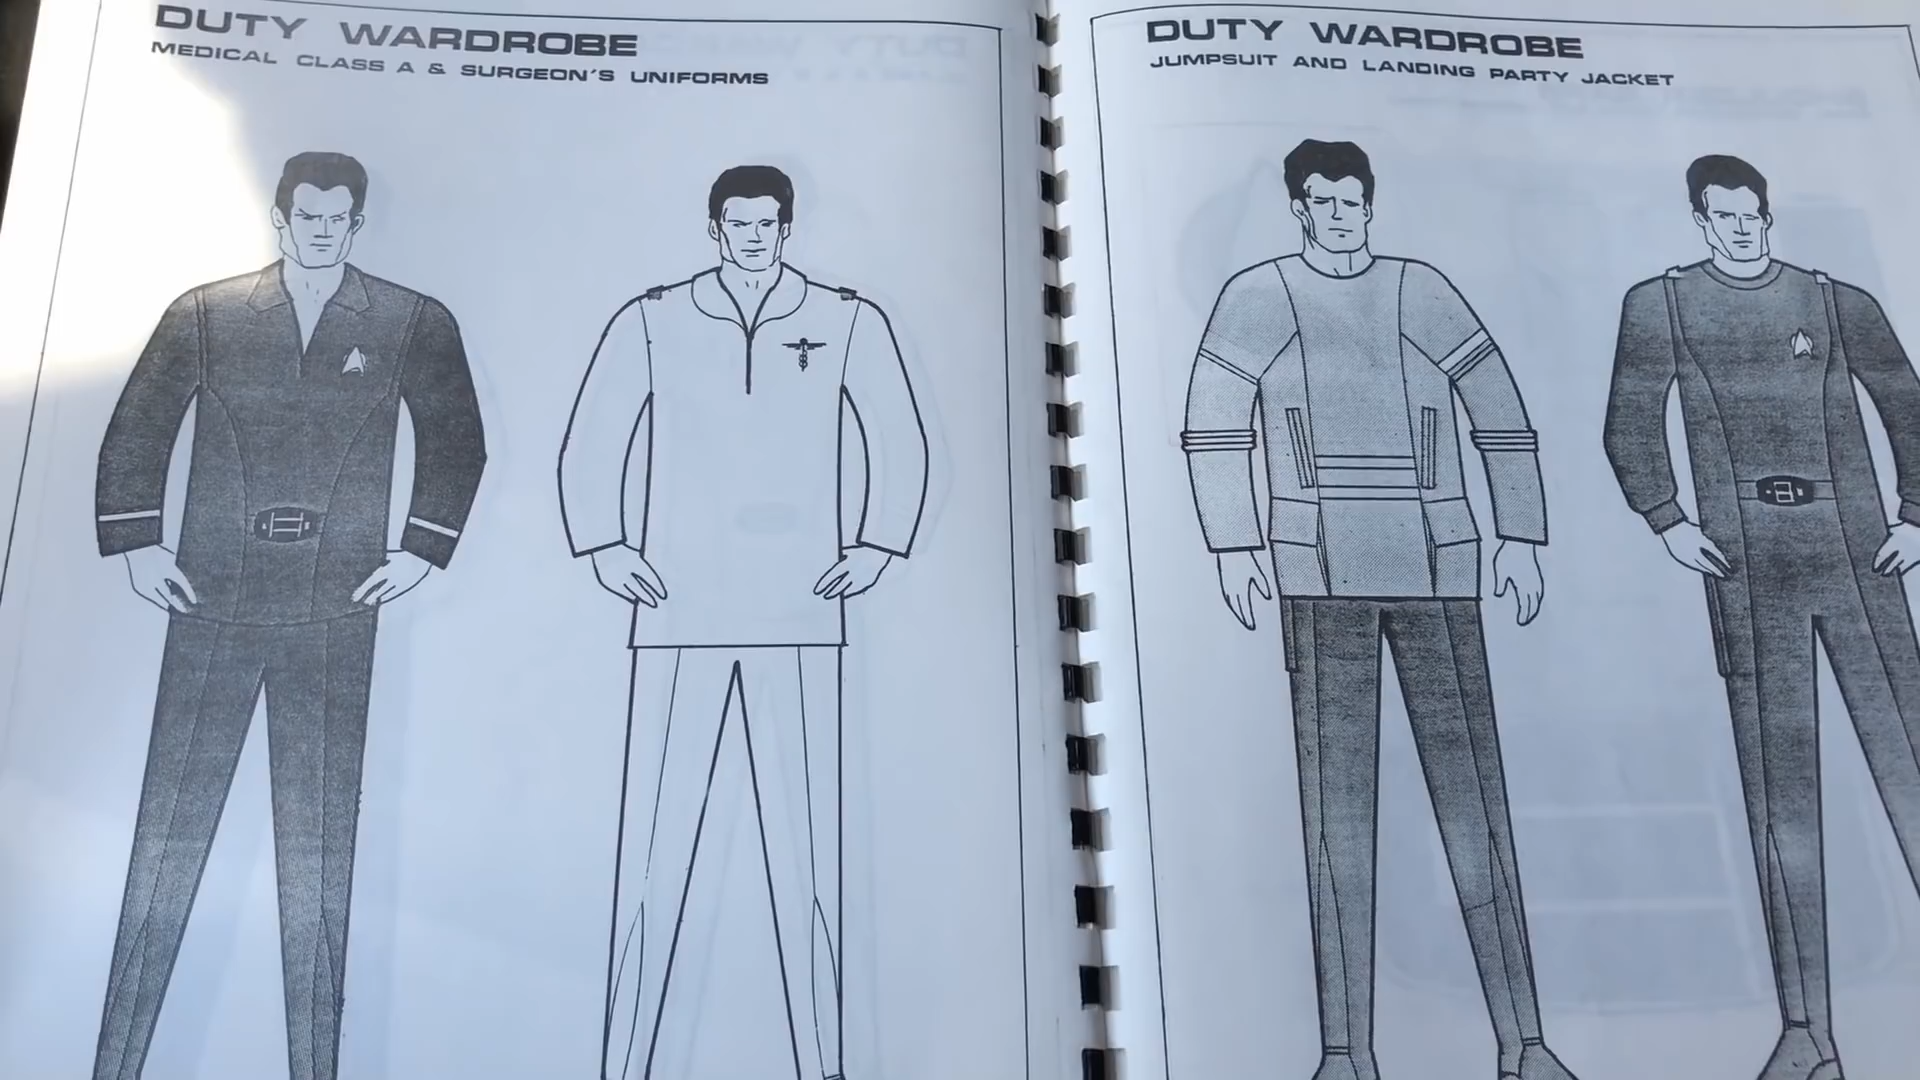 DUTY WARDROBE
MEDICAL CLASS A & SURGEON'S UNIFORMS
DUTY WARDROBE
JUMPSUIT AND LANDING PARTY JACKET